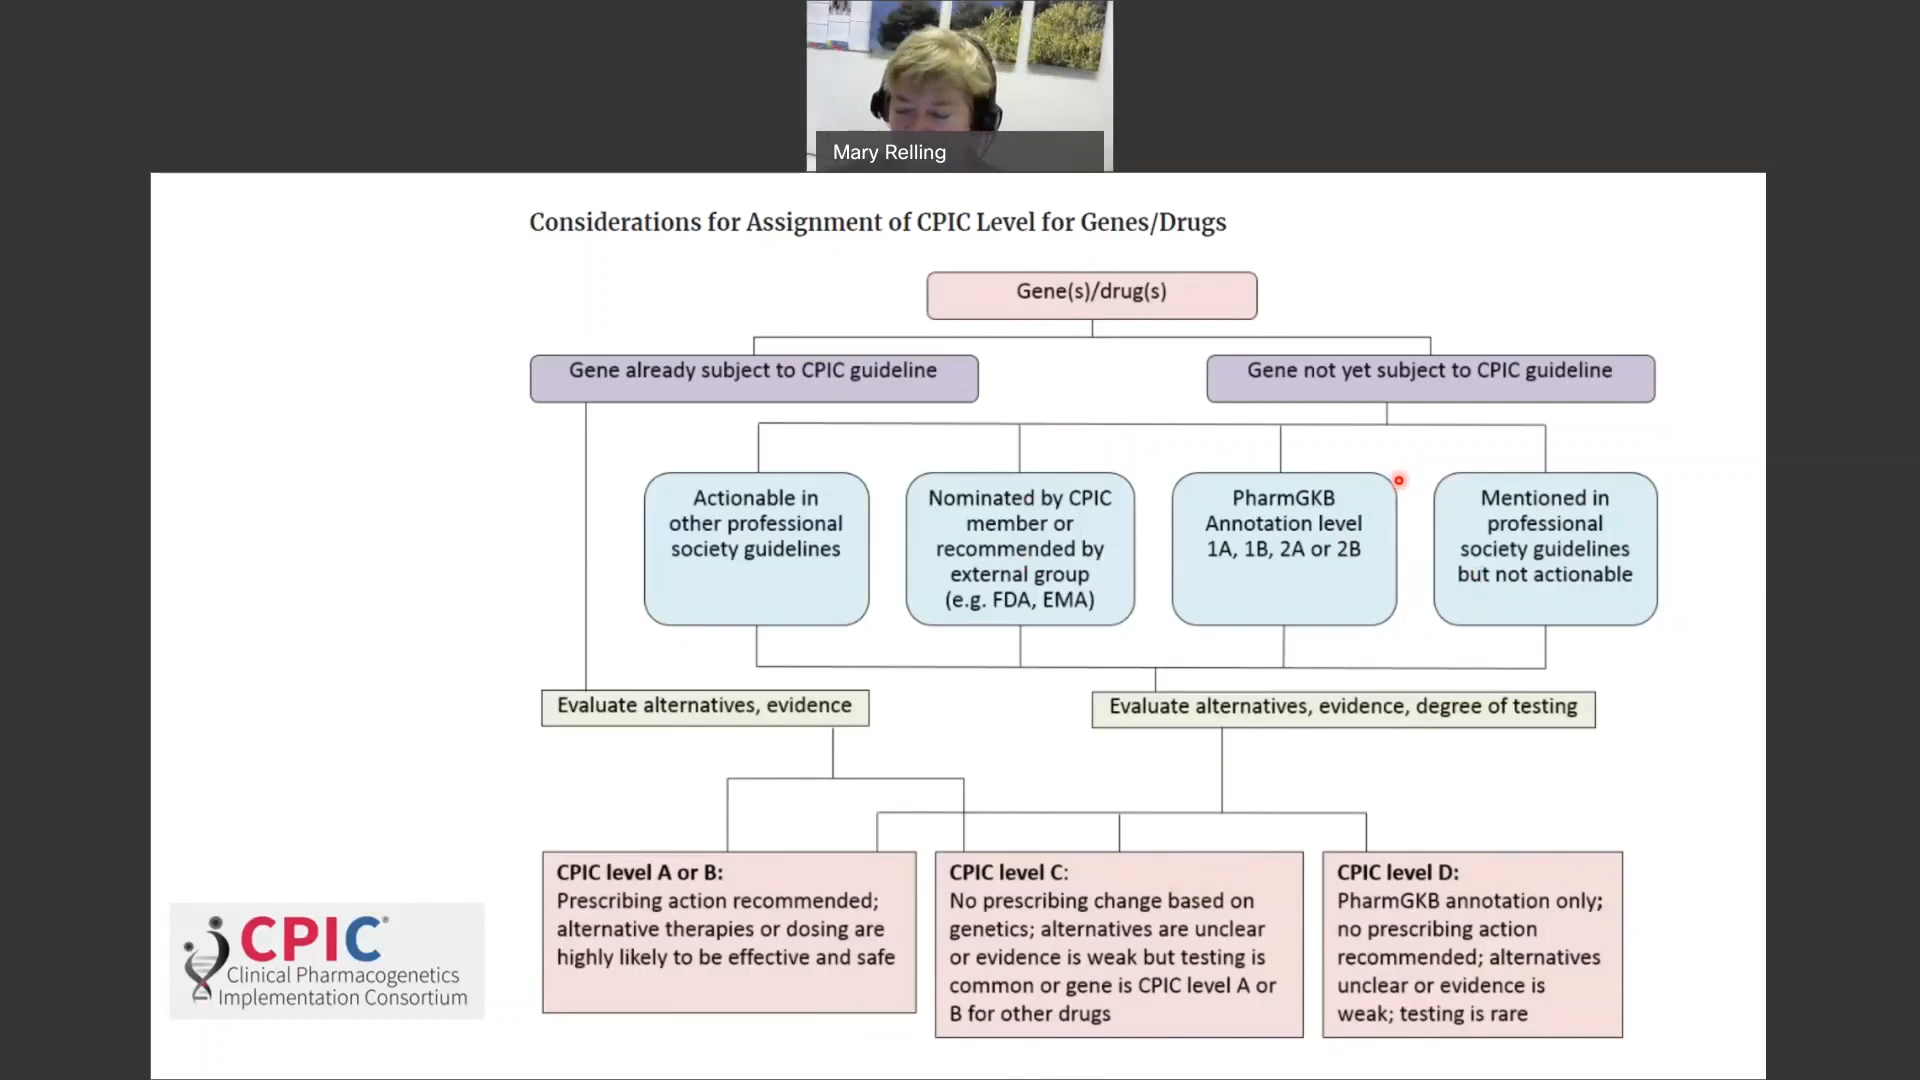 Mary Relling
Considerations for Assignment of CPIC Level for Genes/Drugs
Gene(s)/drug(s)
Gene already subject to CPIC guideline
Gene not yet subject to CPIC guideline
Actionable in
other professional
society guidelines
Nominated by CPIC
member or
recommended by
external group
(e.g. FDA, EMA)
PharmGKB
Annotation level
1A, 1B, 2A or 2B
Mentioned in
professional
society guidelines
but not actionable
Evaluate alternatives, evidence
Evaluate alternatives, evidence, degree of testing
CPIC level A or B:
Prescribing action recommended;
alternative therapies or dosing are
highly likely to be effective and safe
CPIC level C:
No prescribing change based on
genetics; alternatives are unclear
or evidence is weak but testing is
common or gene is CPIC level A or
B for other drugs
CPIC level D:
PharmGKB annotation only;
no prescribing action
recommended; alternatives
unclear or evidence is
weak; testing is rare
CPIC®
Clinical Pharmacogenetics
Implementation Consortium